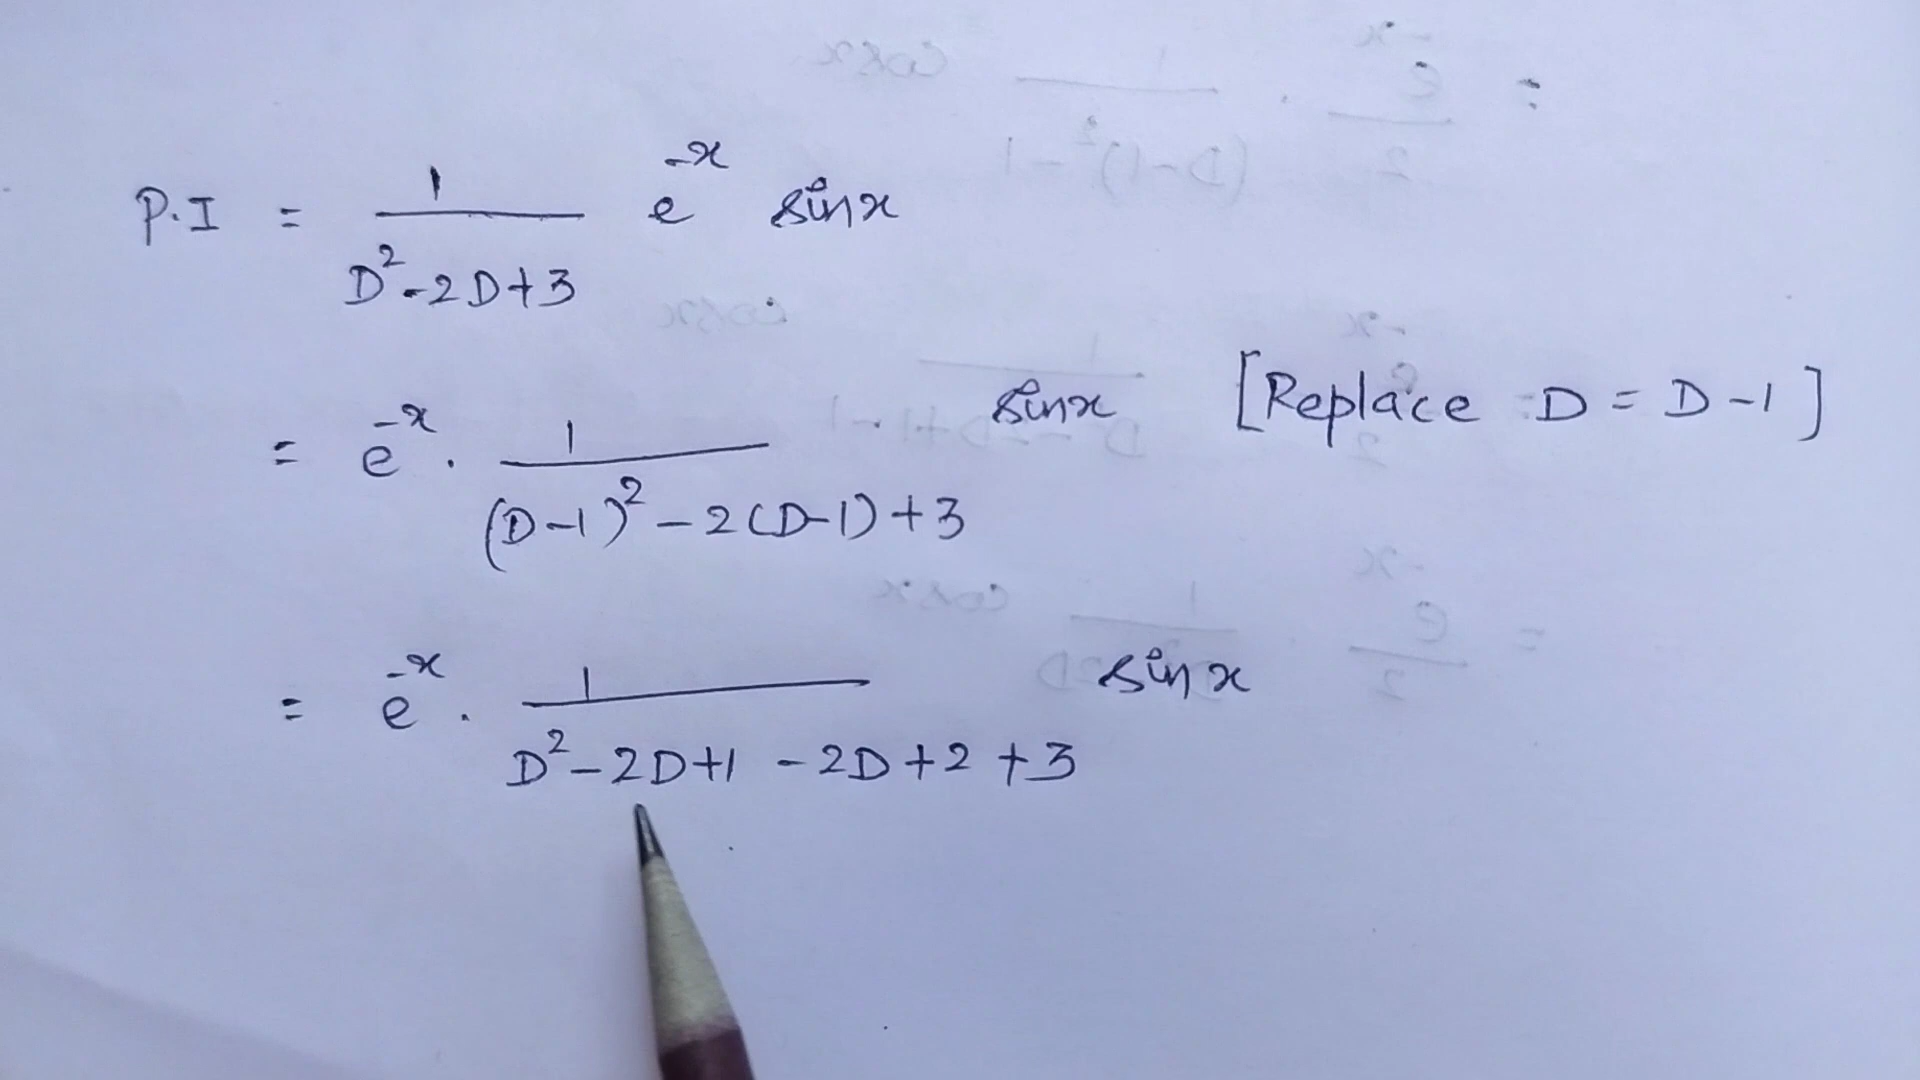 P.I = 1/(D²-2D+3) e^-x sinx
= e^-x . 1/((D-1)²-2(D-1)+3) sinx [Replace D = D-1]
= e^-x . 1/(D²-2D+1-2D+2+3) sinx